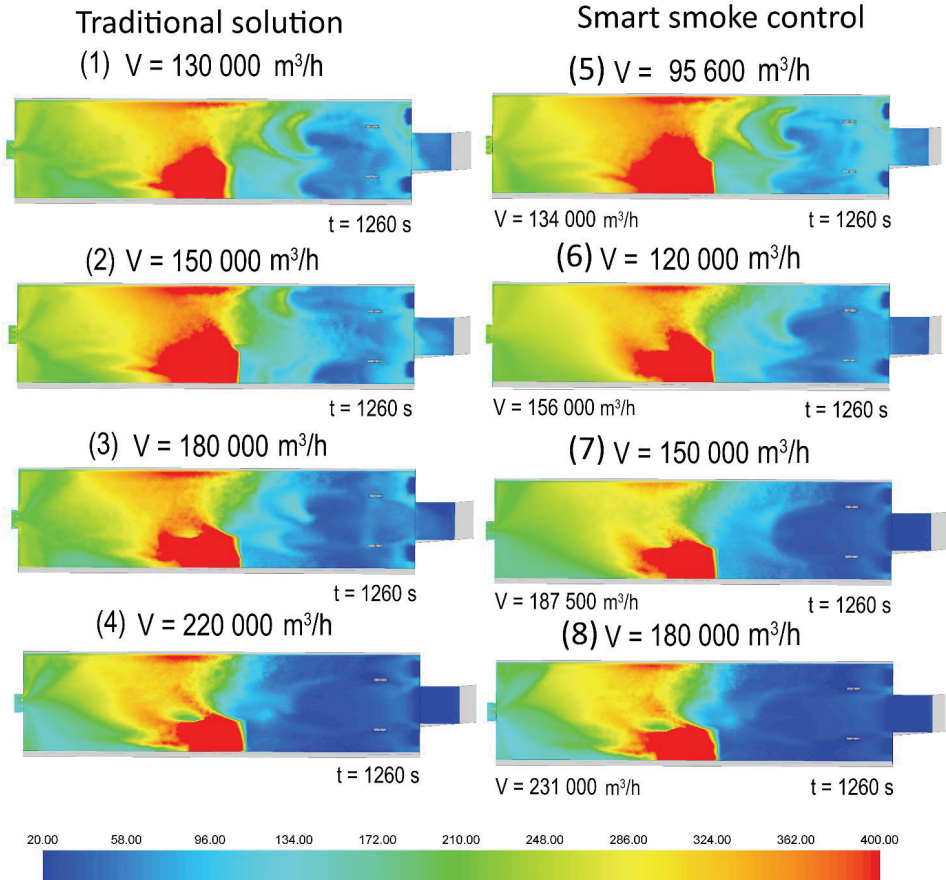 Traditional solution
(1) V = 130 000 m³/h
t = 1260 s
(2) V = 150 000 m³/h
t = 1260 s
(3) V = 180 000 m³/h
t = 1260 s
(4) V = 220 000 m³/h
t = 1260 s
Smart smoke control
(5) V = 95 600 m³/h
V = 134 000 m³/h t = 1260 s
(6) V = 120 000 m³/h
V = 156 000 m³/h t = 1260 s
(7) V = 150 000 m³/h
V = 187 500 m³/h t = 1260 s
(8) V = 180 000 m³/h
V = 231 000 m³/h t = 1260 s
20.00 58.00 96.00 134.00 172.00 210.00 248.00 286.00 324.00 362.00 400.00